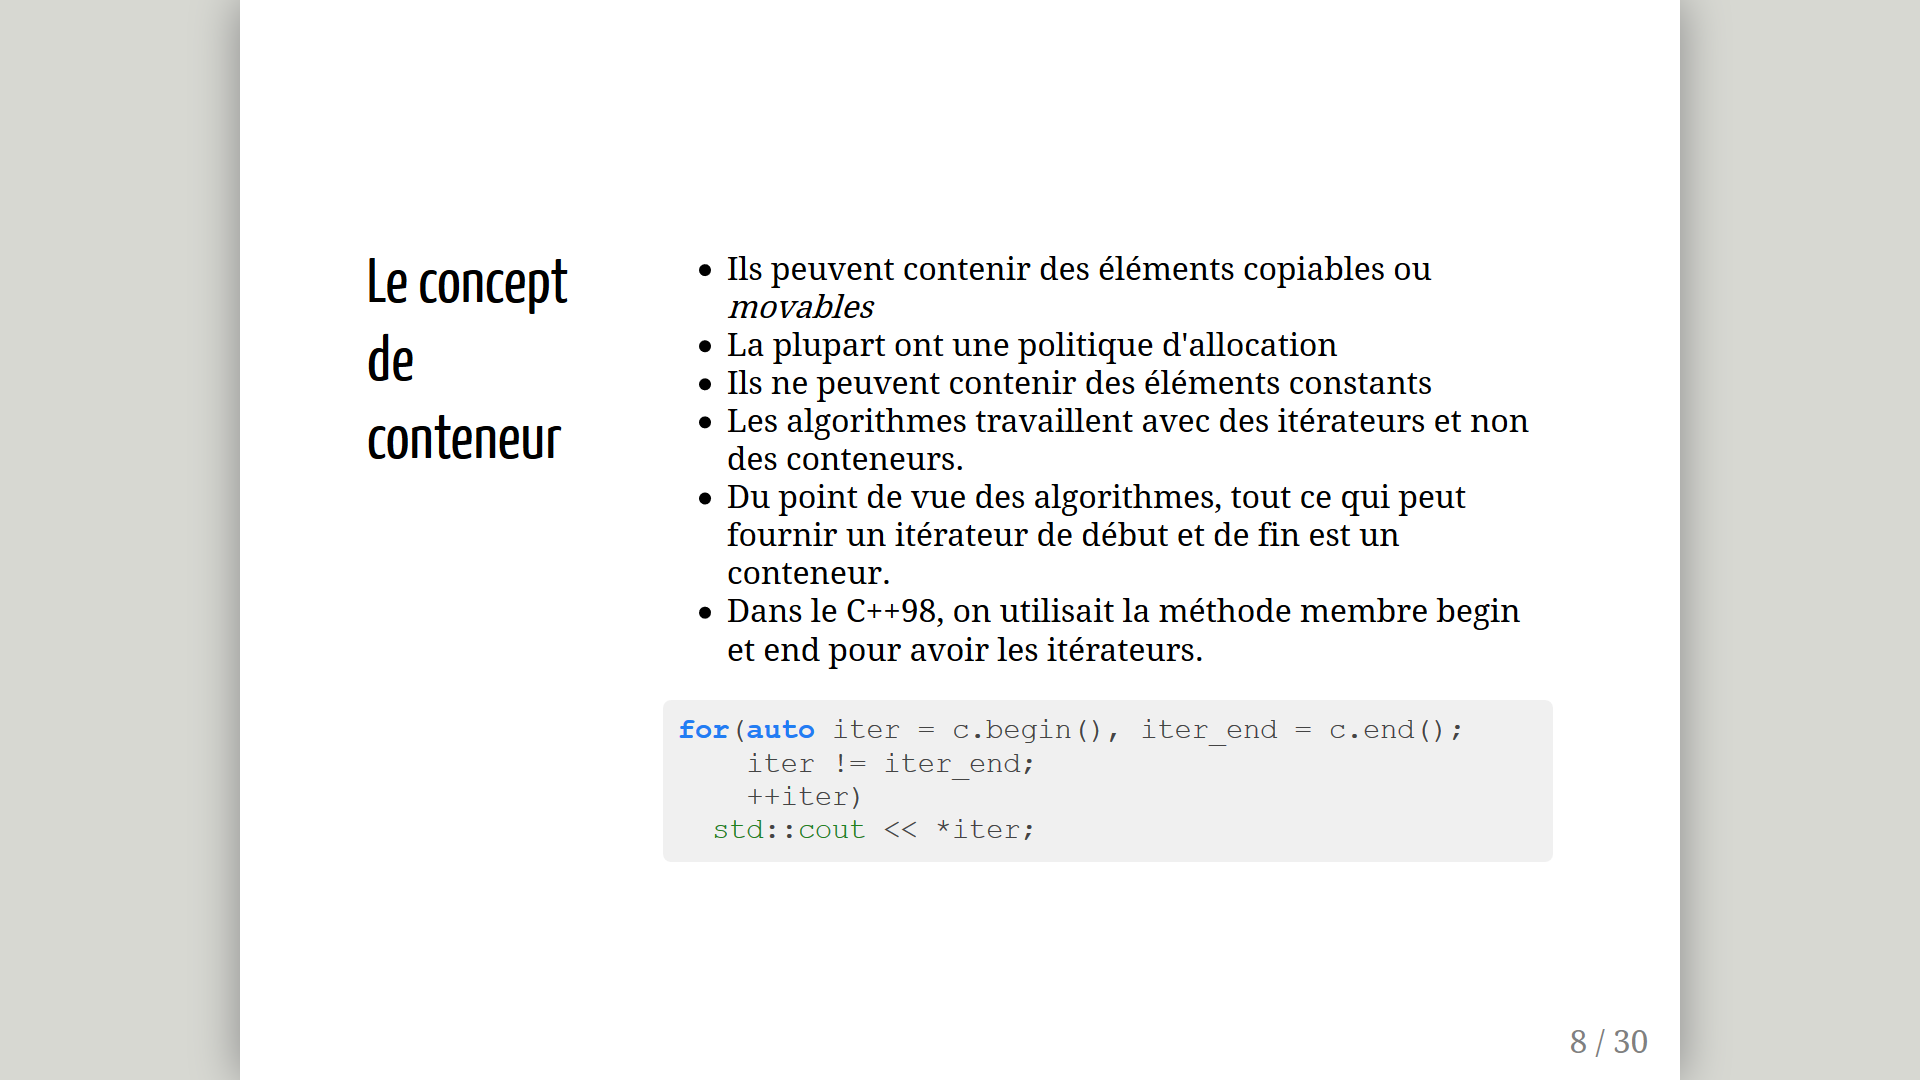 Le concept
de
conteneur
Ils peuvent contenir des éléments copiables ou
movables
La plupart ont une politique d'allocation
Ils ne peuvent contenir des éléments constants
Les algorithmes travaillent avec des itérateurs et non
des conteneurs.
Du point de vue des algorithmes, tout ce qui peut
fournir un itérateur de début et de fin est un
conteneur.
Dans le C++98, on utilisait la méthode membre begin
et end pour avoir les itérateurs.
for(auto iter = c.begin(), iter_end = c.end();
    iter != iter_end;
    ++iter)
  std::cout << *iter;
8 / 30